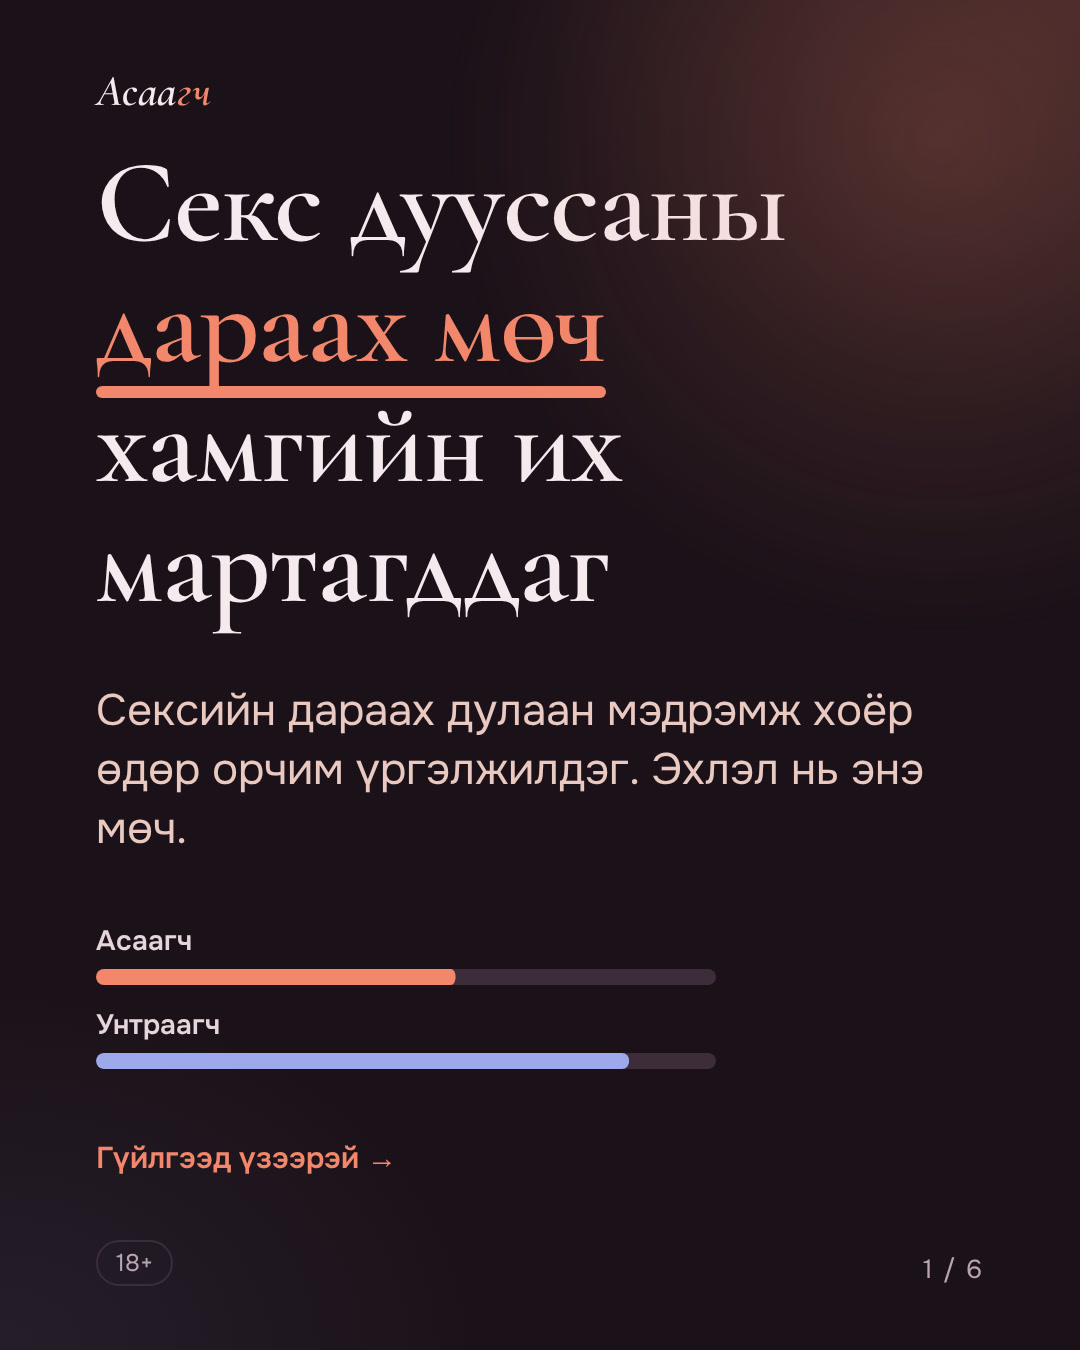 Асаагч
Секс дууссаны
дараах мөч
хамгийн их
мартагддаг
Сексийн дараах дулаан мэдрэмж хоёр
өдөр орчим үргэлжилдэг. Эхлэл нь энэ
мөч.
Асаагч
Унтраагч
Гүйлгээд үзээрэй →
18+
1 / 6